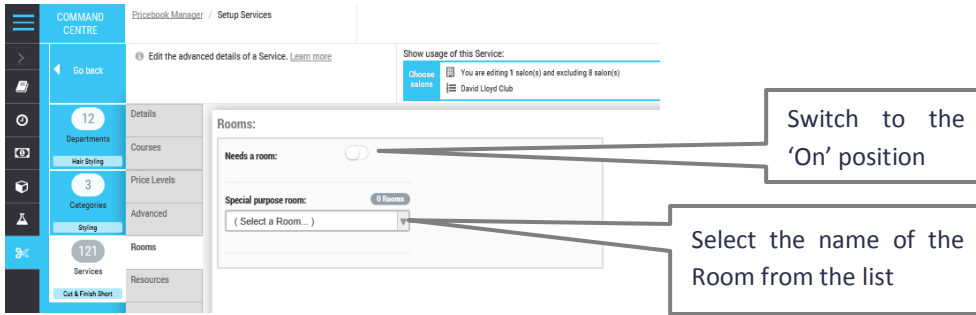 COMMAND
CENTRE
Pricebook Manager / Setup Services
Go back
Edit the advanced details of a Service. Learn more
Show usage of this Service:
Choose
salons
You are editing 1 salon(s) and excluding 8 salon(s)
David Lloyd Club
12
Departments
Hair Styling
3
Categories
Styling
121
Services
Cut & Finish Short
Details
Courses
Price Levels
Advanced
Rooms
Resources
Rooms:
Needs a room:
Special purpose room:
0 Rooms
( Select a Room... )
Switch to the
‘On’ position
Select the name of the
Room from the list